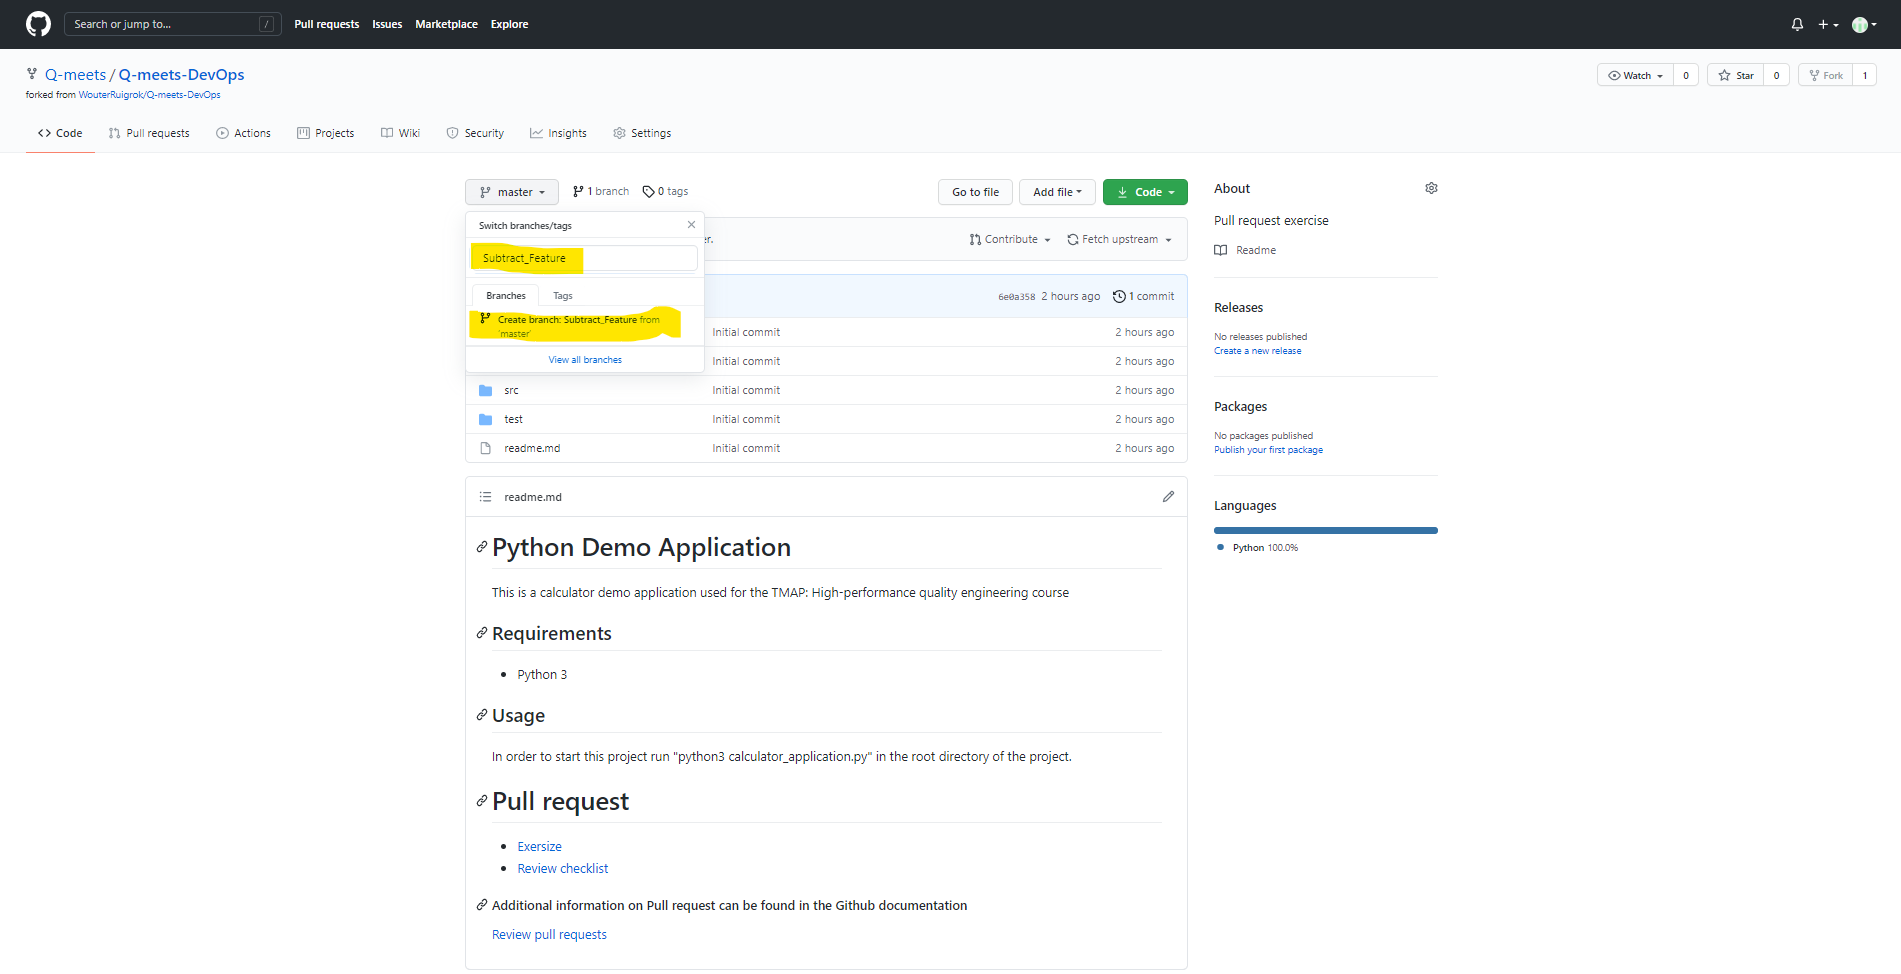 Search or jump to... /
Pull requests Issues Marketplace Explore
Q-meets / Q-meets-DevOps
forked from WouterRuigrok/Q-meets-DevOps
Watch 0 Star 0 Fork 1
Code Pull requests Actions Projects Wiki Security Insights Settings
master 1 branch 0 tags Go to file Add file Code
Switch branches/tags
er. Contribute Fetch upstream
Subtract_Feature
Branches Tags
6e0a358 2 hours ago 1 commit
Create branch: Subtract_Feature from
'master'
View all branches
Initial commit 2 hours ago
Initial commit 2 hours ago
src Initial commit 2 hours ago
test Initial commit 2 hours ago
readme.md Initial commit 2 hours ago
readme.md
Python Demo Application
This is a calculator demo application used for the TMAP: High-performance quality engineering course
Requirements
• Python 3
Usage
In order to start this project run "python3 calculator_application.py" in the root directory of the project.
Pull request
• Exersize
• Review checklist
Additional information on Pull request can be found in the Github documentation
Review pull requests
About
Pull request exercise
Readme
Releases
No releases published
Create a new release
Packages
No packages published
Publish your first package
Languages
Python 100.0%